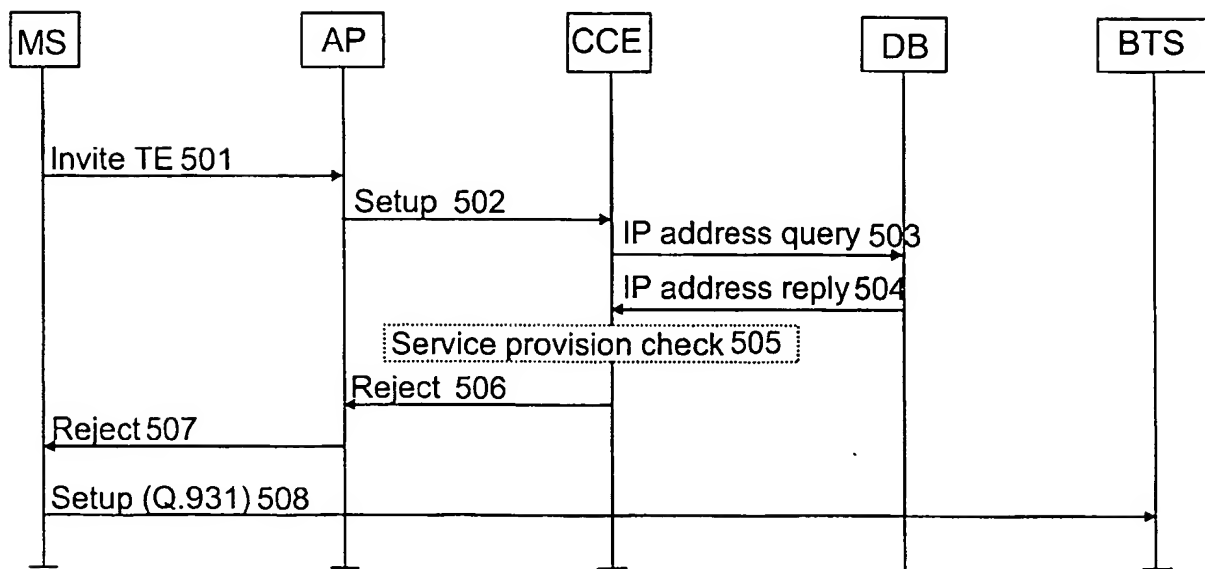 MS
AP
CCE
DB
BTS
Invite TE 501
Setup 502
IP address query 503
IP address reply 504
Service provision check 505
Reject 506
Reject 507
Setup (Q.931) 508